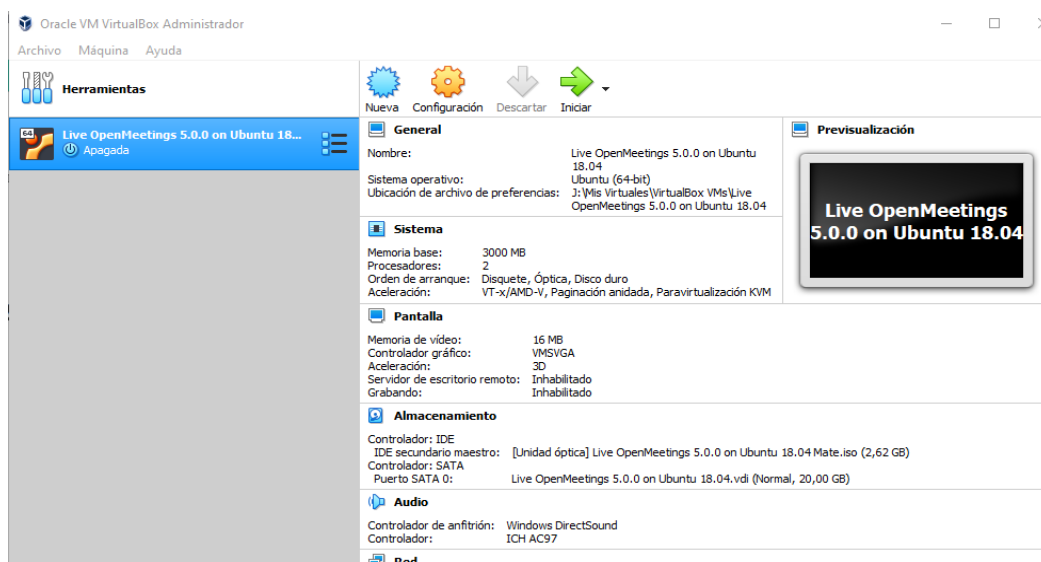 Oracle VM VirtualBox Administrador
Archivo Máquina Ayuda
Herramientas
Nueva Configuración Descartar Iniciar
64
Live OpenMeetings 5.0.0 on Ubuntu 18...
Apagada
General
Nombre: Live OpenMeetings 5.0.0 on Ubuntu
18.04
Sistema operativo: Ubuntu (64-bit)
Ubicación de archivo de preferencias: J:\Mis Virtuales\VirtualBox VMs\Live
OpenMeetings 5.0.0 on Ubuntu 18.04
Previsualización
Live OpenMeetings
5.0.0 on Ubuntu 18.04
Sistema
Memoria base: 3000 MB
Procesadores: 2
Orden de arranque: Disquete, Óptica, Disco duro
Aceleración: VT-x/AMD-V, Paginación anidada, Paravirtualización KVM
Pantalla
Memoria de vídeo: 16 MB
Controlador gráfico: VMSVGA
Aceleración: 3D
Servidor de escritorio remoto: Inhabilitado
Grabando: Inhabilitado
Almacenamiento
Controlador: IDE
IDE secundario maestro: [Unidad óptica] Live OpenMeetings 5.0.0 on Ubuntu 18.04 Mate.iso (2,62 GB)
Controlador: SATA
Puerto SATA 0: Live OpenMeetings 5.0.0 on Ubuntu 18.04.vdi (Normal, 20,00 GB)
Audio
Controlador de anfitrión: Windows DirectSound
Controlador: ICH AC97
Red